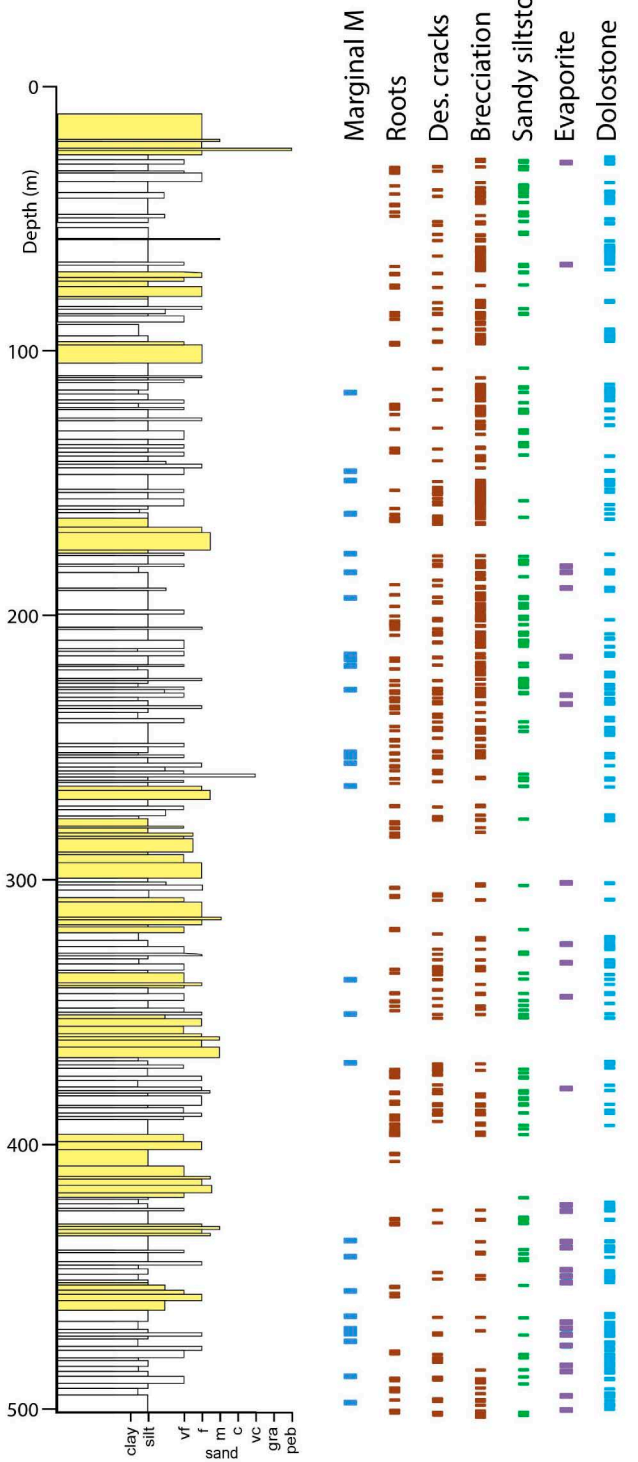 Marginal M
Roots
Des. cracks
Brecciation
Sandy siltsto
Evaporite
Dolostone
0
Depth (m)
100
200
300
400
500
clay
silt
vf
f
m
c
vc
gra
peb
sand